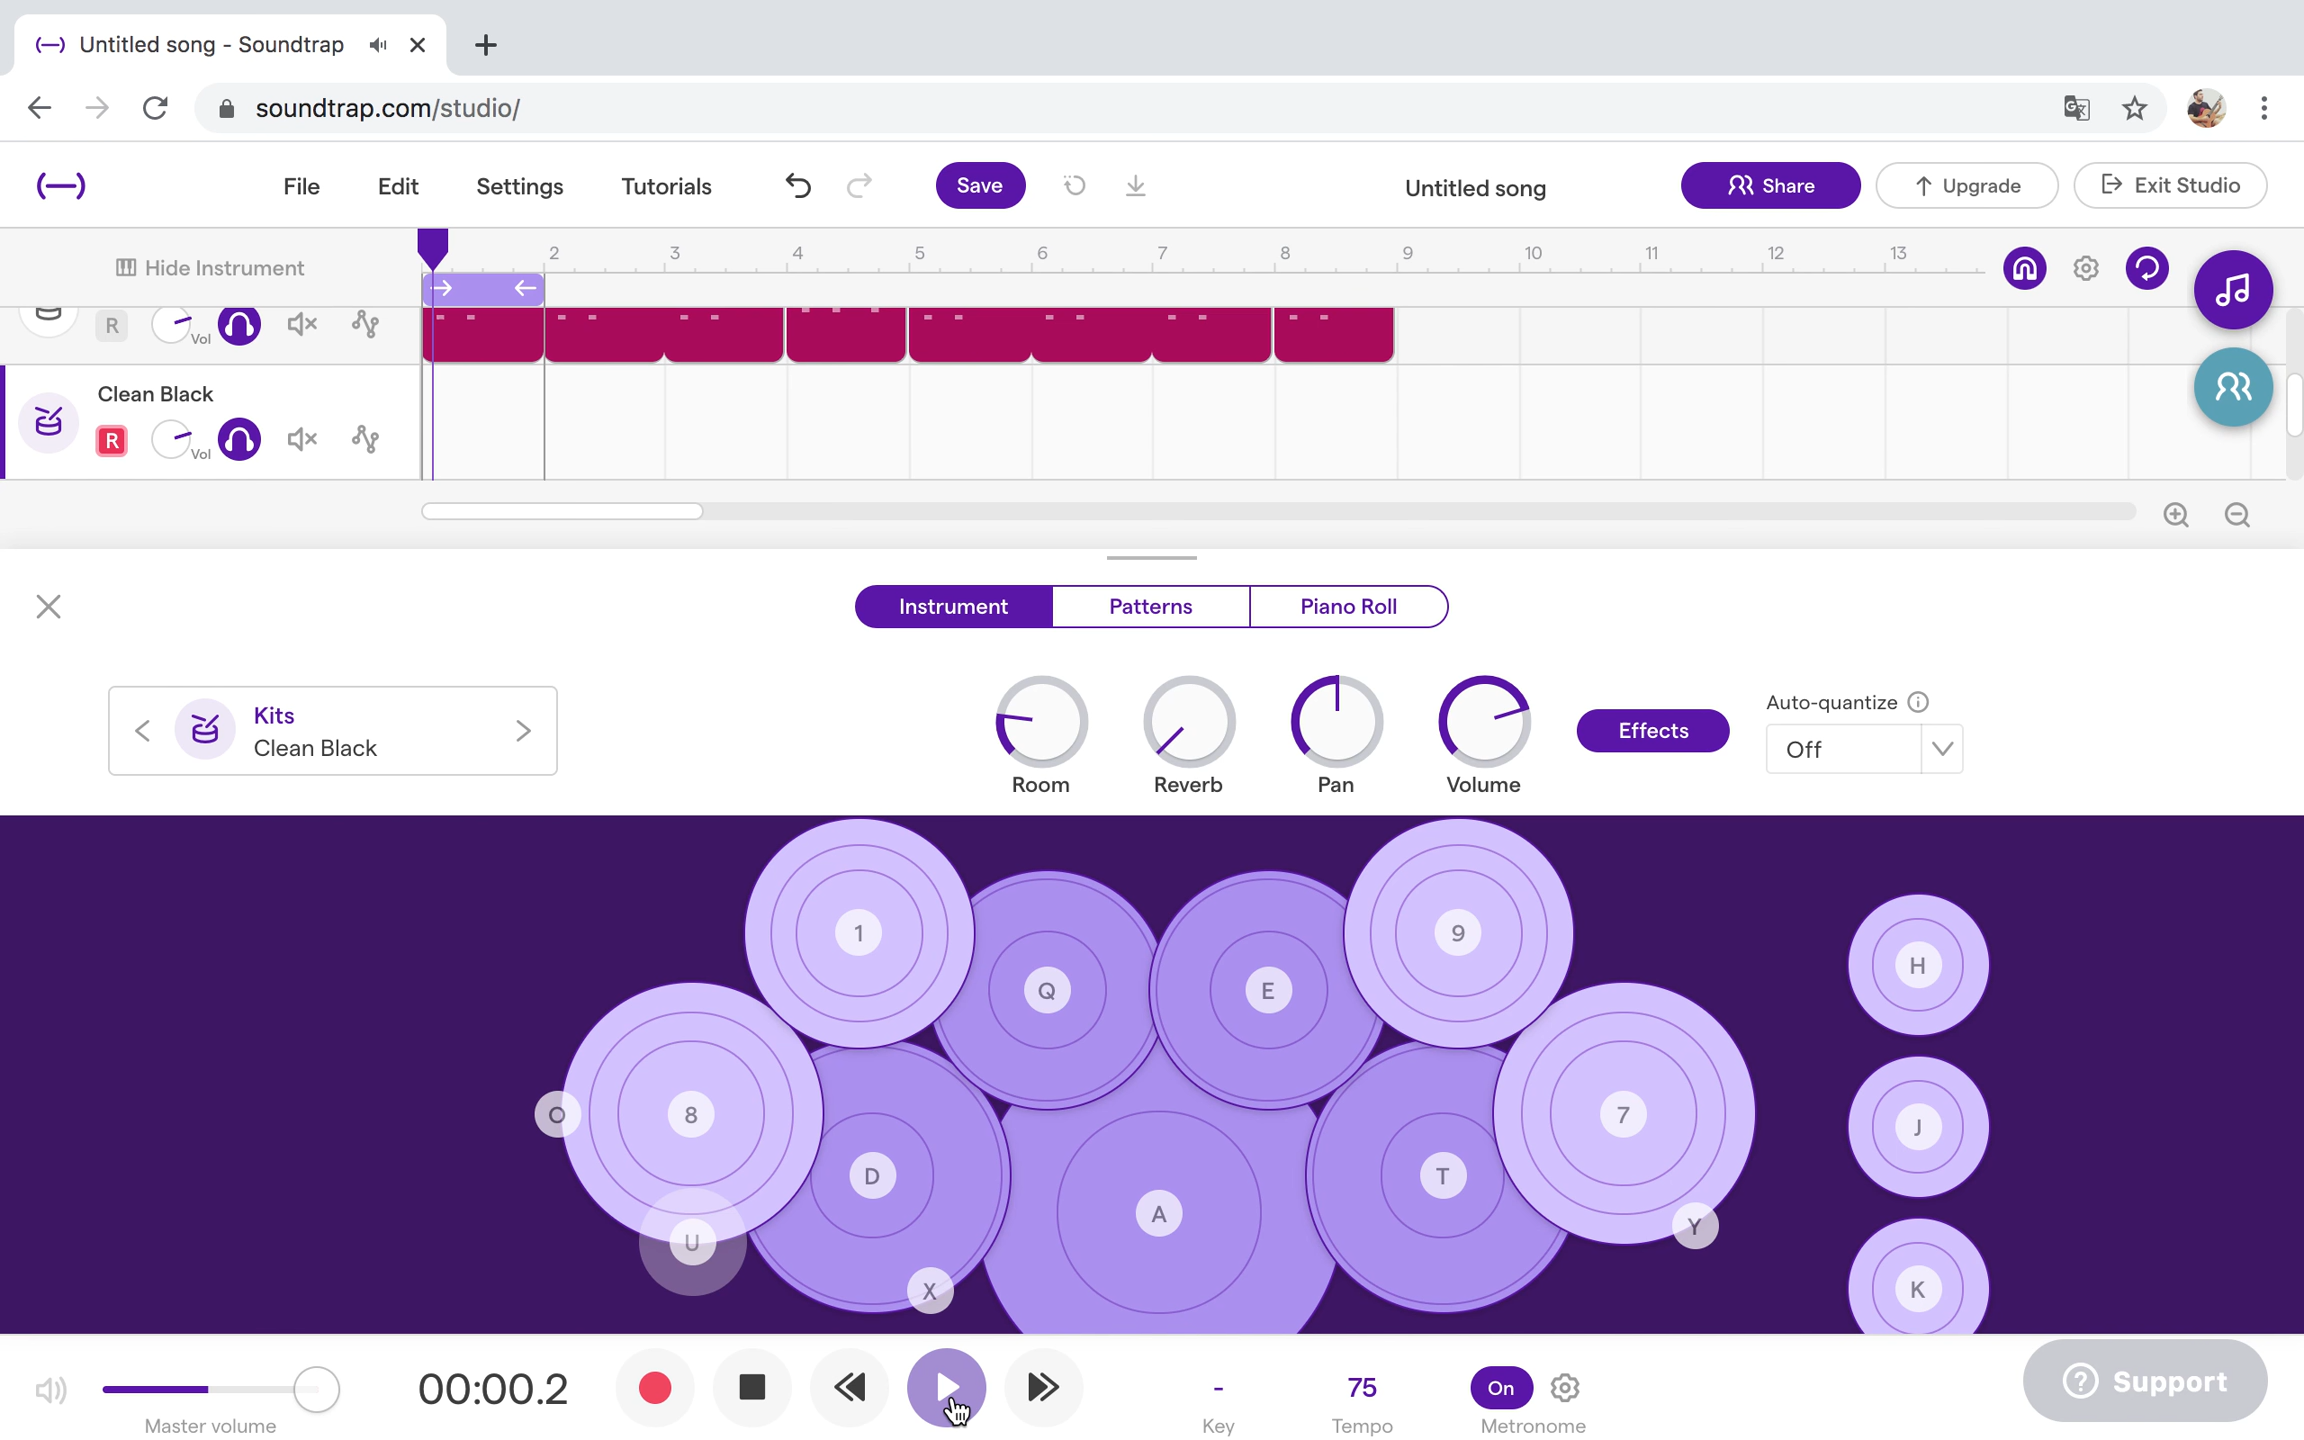 Untitled song - Soundtrap
soundtrap.com/studio/
File Edit Settings Tutorials Save Untitled song Share Upgrade Exit Studio
Hide Instrument
2 3 4 5 6 7 8 9 10 11 12 13
R Vol
Clean Black
R Vol
Instrument Patterns Piano Roll
Kits
Clean Black
Room Reverb Pan Volume
Effects
Auto-quantize
Off
1 9
Q E H
8 7 J
O
D T
A
U Y
X K
00:00.2
Master volume
-
Key
75
Tempo
On
Metronome
Support